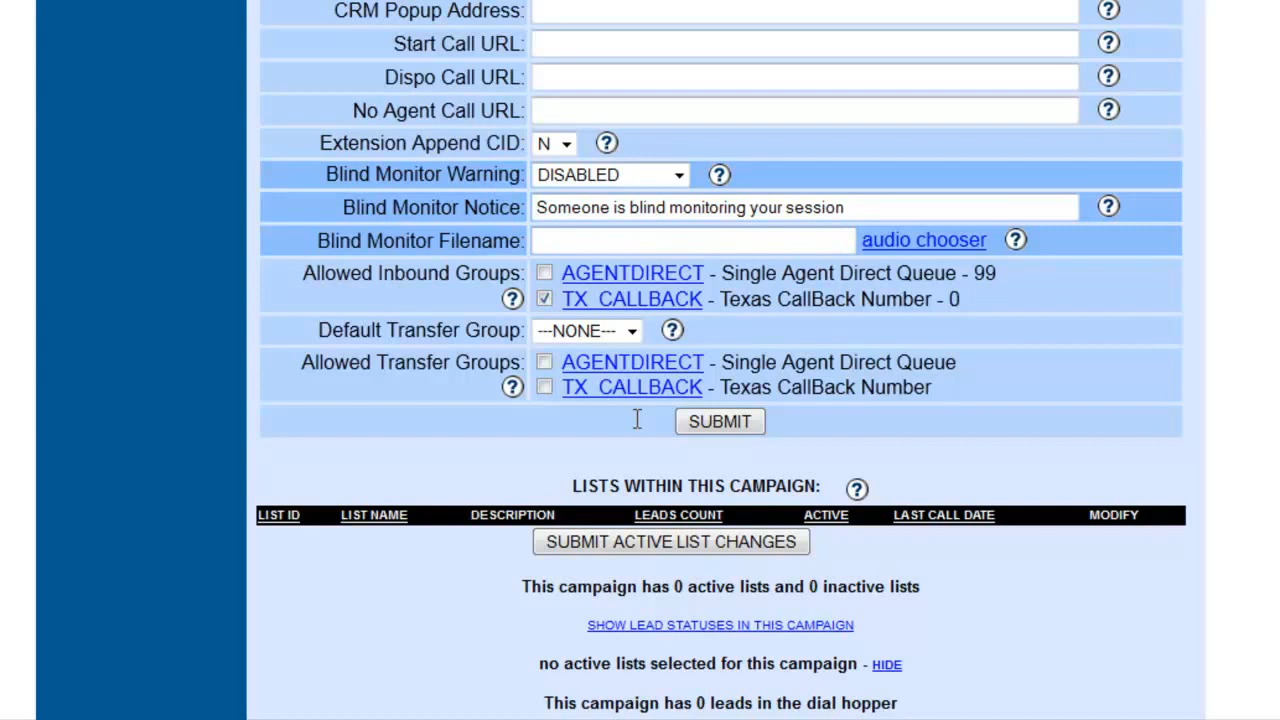 CRM Popup Address:
Start Call URL:
Dispo Call URL:
No Agent Call URL:
Extension Append CID: N
Blind Monitor Warning: DISABLED
Blind Monitor Notice: Someone is blind monitoring your session
Blind Monitor Filename: audio chooser
Allowed Inbound Groups: AGENTDIRECT - Single Agent Direct Queue - 99
TX_CALLBACK - Texas CallBack Number - 0
Default Transfer Group: ---NONE---
Allowed Transfer Groups: AGENTDIRECT - Single Agent Direct Queue
TX_CALLBACK - Texas CallBack Number
SUBMIT
LISTS WITHIN THIS CAMPAIGN:
LIST ID LIST NAME DESCRIPTION LEADS COUNT ACTIVE LAST CALL DATE MODIFY
SUBMIT ACTIVE LIST CHANGES
This campaign has 0 active lists and 0 inactive lists
SHOW LEAD STATUSES IN THIS CAMPAIGN
no active lists selected for this campaign - HIDE
This campaign has 0 leads in the dial hopper